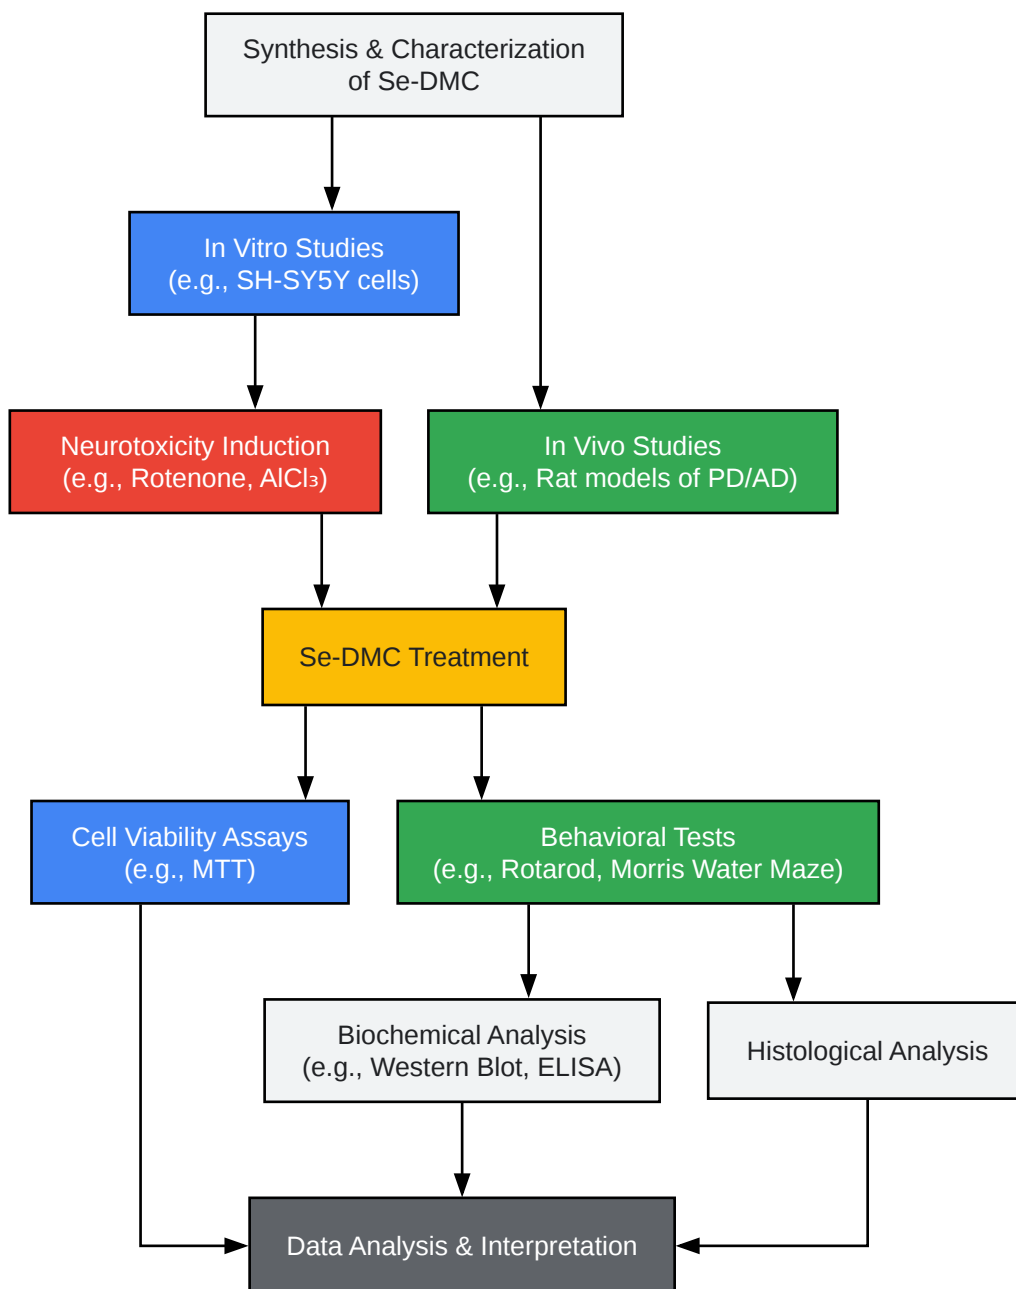 Synthesis & Characterization
of Se-DMC
In Vitro Studies
(e.g., SH-SY5Y cells)
Neurotoxicity Induction
(e.g., Rotenone, AlCl₃)
In Vivo Studies
(e.g., Rat models of PD/AD)
Se-DMC Treatment
Cell Viability Assays
(e.g., MTT)
Behavioral Tests
(e.g., Rotarod, Morris Water Maze)
Biochemical Analysis
(e.g., Western Blot, ELISA)
Histological Analysis
Data Analysis & Interpretation